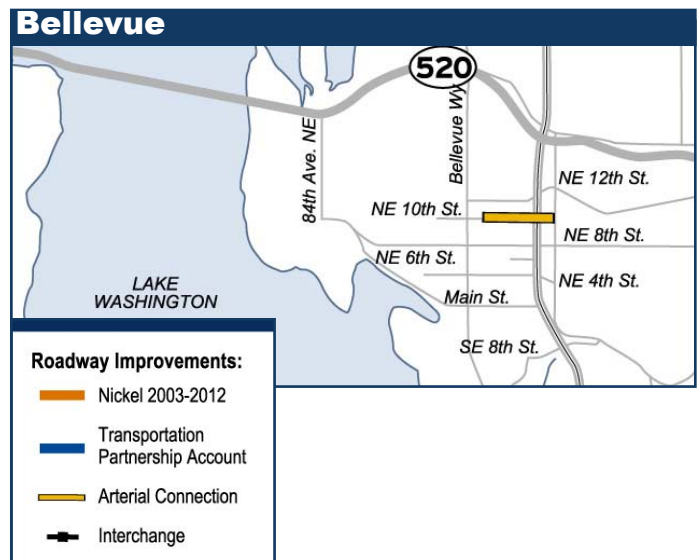 Bellevue
520
84th Ave. NE
Bellevue Wy
NE 12th St.
NE 10th St.
NE 8th St.
NE 6th St.
NE 4th St.
LAKE
WASHINGTON
Main St.
SE 8th St.
Roadway Improvements:
Nickel 2003-2012
Transportation
Partnership Account
Arterial Connection
Interchange